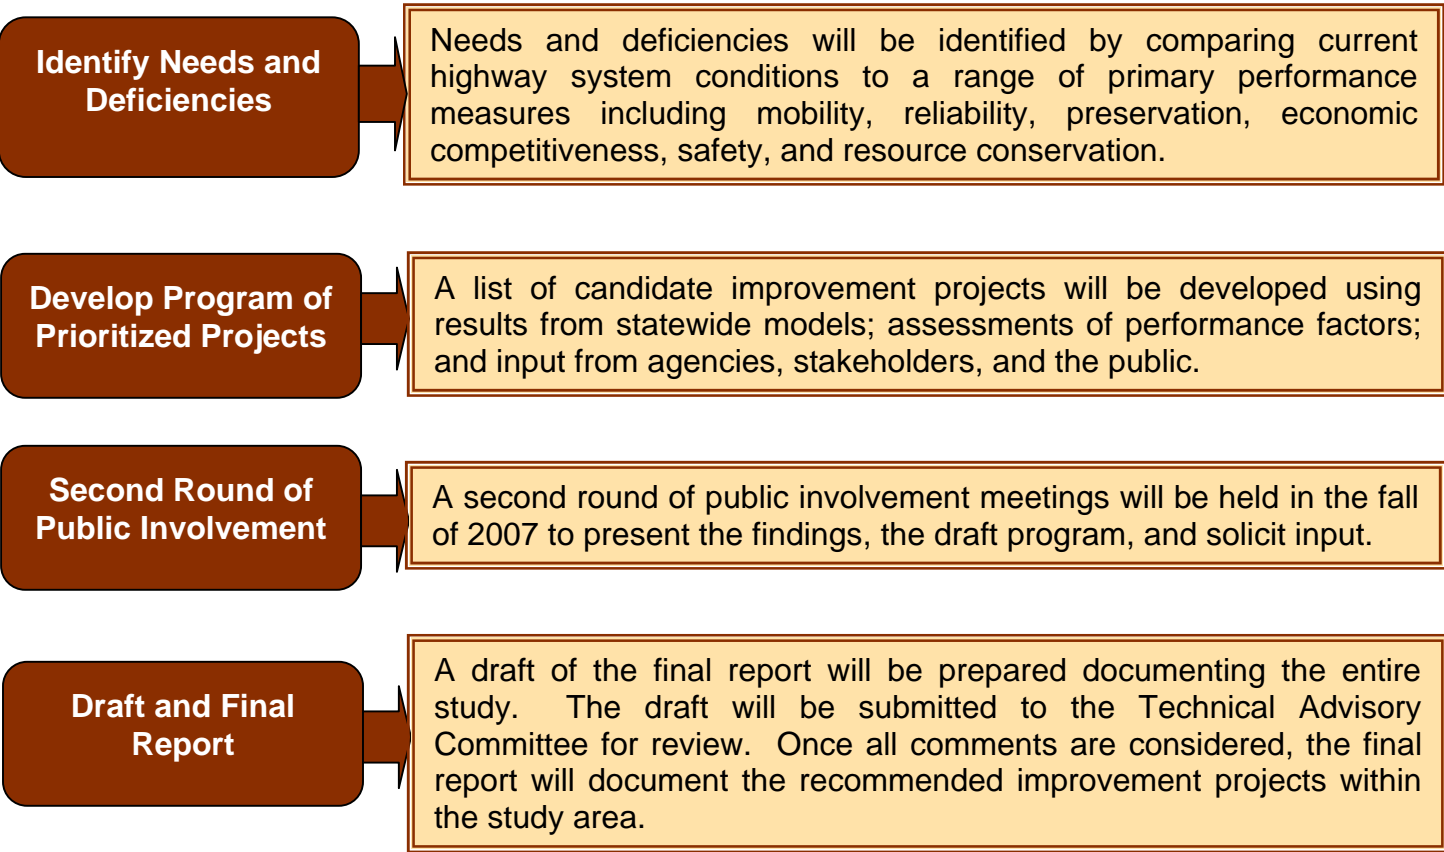 Identify Needs and
Deficiencies
Needs and deficiencies will be identified by comparing current
highway system conditions to a range of primary performance
measures including mobility, reliability, preservation, economic
competitiveness, safety, and resource conservation.
Develop Program of
Prioritized Projects
A list of candidate improvement projects will be developed using
results from statewide models; assessments of performance factors;
and input from agencies, stakeholders, and the public.
Second Round of
Public Involvement
A second round of public involvement meetings will be held in the fall
of 2007 to present the findings, the draft program, and solicit input.
Draft and Final
Report
A draft of the final report will be prepared documenting the entire
study. The draft will be submitted to the Technical Advisory
Committee for review. Once all comments are considered, the final
report will document the recommended improvement projects within
the study area.